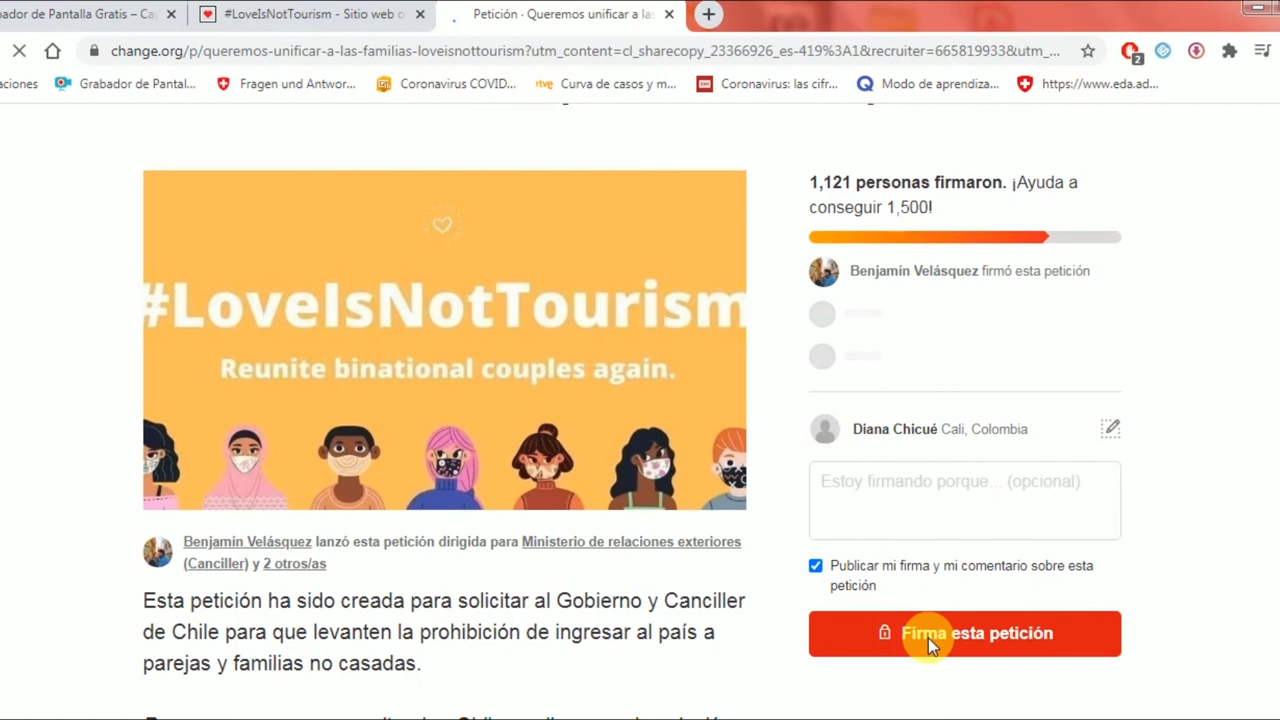 bador de Pantalla Gratis – Ca
#LoveIsNotTourism - Sitio web o
Petición · Queremos unificar a las
change.org/p/queremos-unificar-a-las-familias-loveisnottourism?utm_content=cl_sharecopy_23366926_es-419%3A1&recruiter=665819933&utm_...
2
aciones
Grabador de Pantal...
Fragen und Antwor...
Coronavirus COVID...
rtve
Curva de casos y m...
Coronavirus: las cifr...
Modo de aprendiza...
https://www.eda.ad...
#LoveIsNotTourism
Reunite binational couples again.
Benjamín Velásquez lanzó esta petición dirigida para Ministerio de relaciones exteriores
(Canciller) y 2 otros/as
Esta petición ha sido creada para solicitar al Gobierno y Canciller
de Chile para que levanten la prohibición de ingresar al país a
parejas y familias no casadas.
1,121 personas firmaron. ¡Ayuda a
conseguir 1,500!
Benjamín Velásquez firmó esta petición
Diana Chicué Cali, Colombia
Estoy firmando porque... (opcional)
Publicar mi firma y mi comentario sobre esta
petición
Firma esta petición